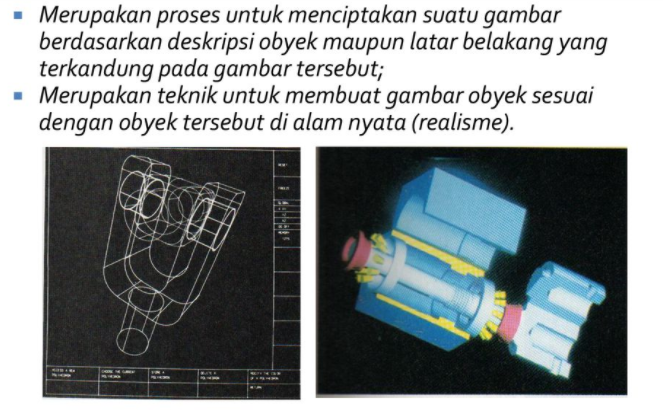 Merupakan proses untuk menciptakan suatu gambar
berdasarkan deskripsi obyek maupun latar belakang yang
terkandung pada gambar tersebut;
Merupakan teknik untuk membuat gambar obyek sesuai
dengan obyek tersebut di alam nyata (realisme).